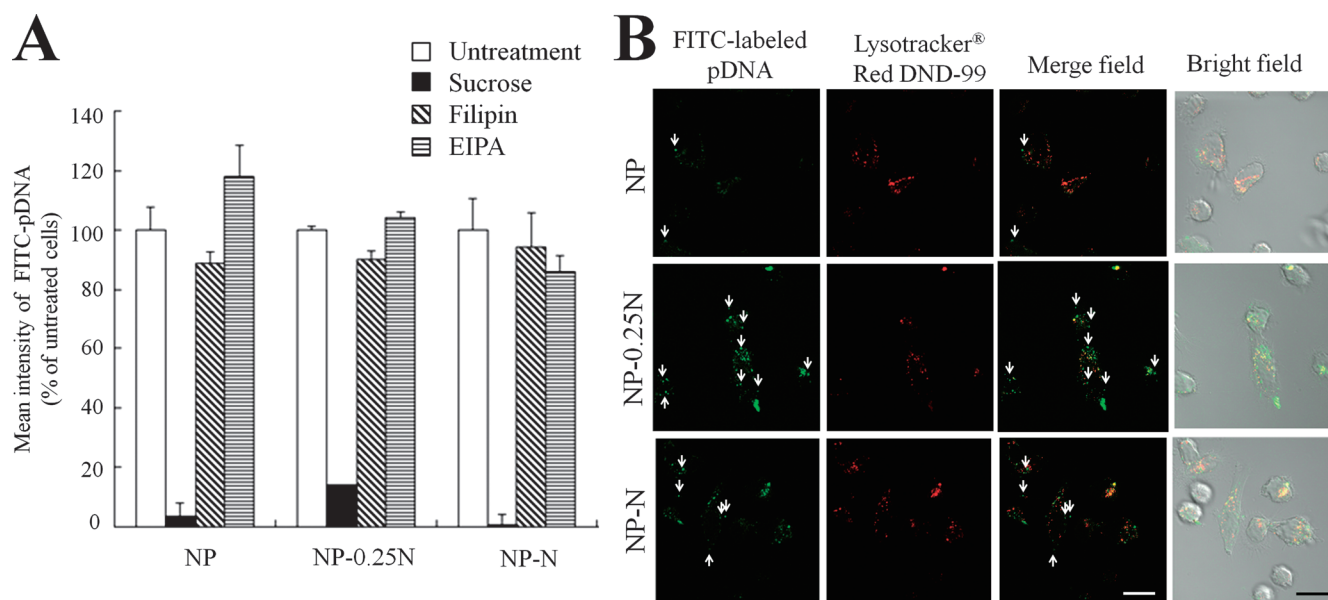 A
Untreatment
Sucrose
Filipin
EIPA
Mean intensity of FITC-pDNA
(% of untreated cells)
140
120
100
80
60
40
20
0
NP
NP-0.25N
NP-N
B
FITC-labeled
pDNA
Lysotracker®
Red DND-99
Merge field
Bright field
NP
NP-0.25N
NP-N